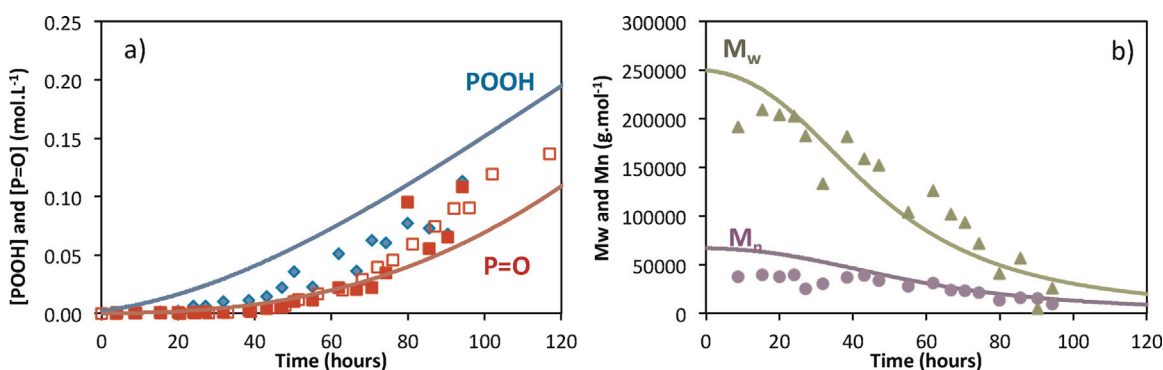 a)
[POOH] and [P=O] (mol.L-1)
0.25
0.20
0.15
0.10
0.05
0.00
POOH
P=O
0 20 40 60 80 100 120
Time (hours)
b)
Mw and Mn (g.mol-1)
300000
250000
200000
150000
100000
50000
0
Mw
Mn
0 20 40 60 80 100 120
Time (hours)